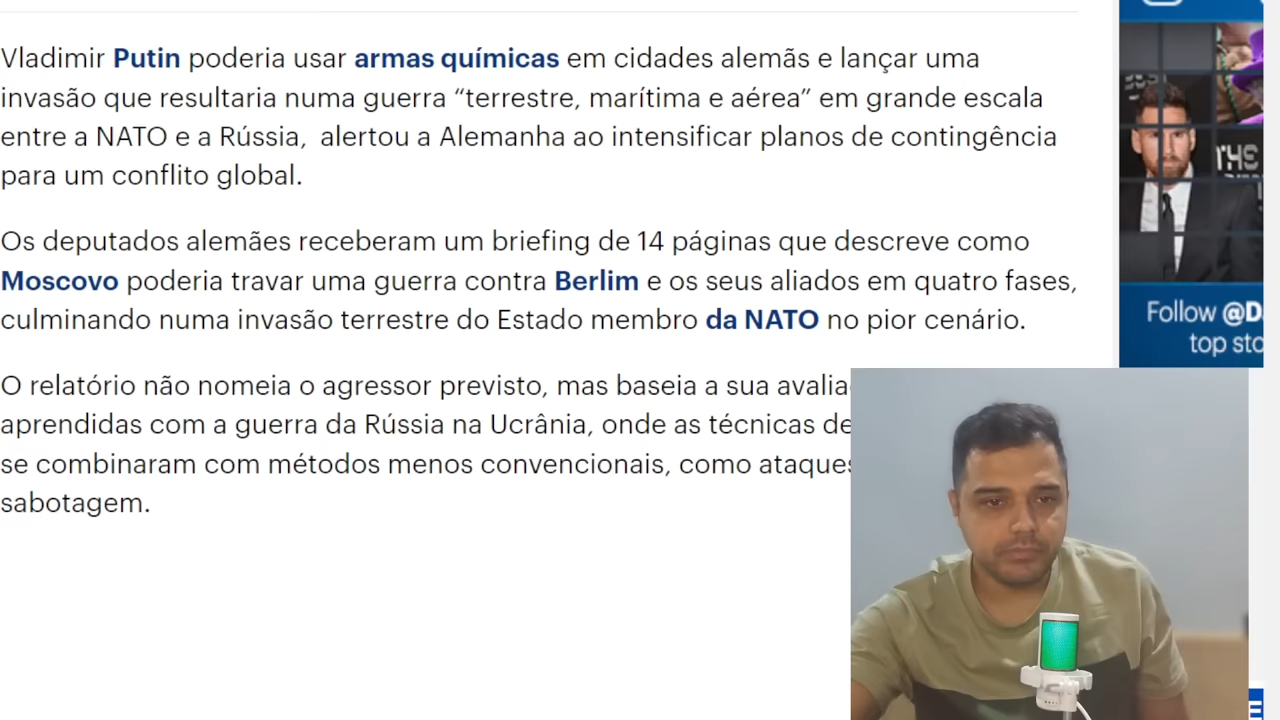 Vladimir Putin poderia usar armas químicas em cidades alemãs e lançar uma
invasão que resultaria numa guerra “terrestre, marítima e aérea” em grande escala
entre a NATO e a Rússia,  alertou a Alemanha ao intensificar planos de contingência
para um conflito global.
Os deputados alemães receberam um briefing de 14 páginas que descreve como
Moscovo poderia travar uma guerra contra Berlim e os seus aliados em quatro fases,
culminando numa invasão terrestre do Estado membro da NATO no pior cenário.
O relatório não nomeia o agressor previsto, mas baseia a sua
aprendidas com a guerra da Rússia na Ucrânia, onde as técnicas de
se combinaram com métodos menos convencionais, como ataques
sabotagem.
THE
Follow @D
top sto